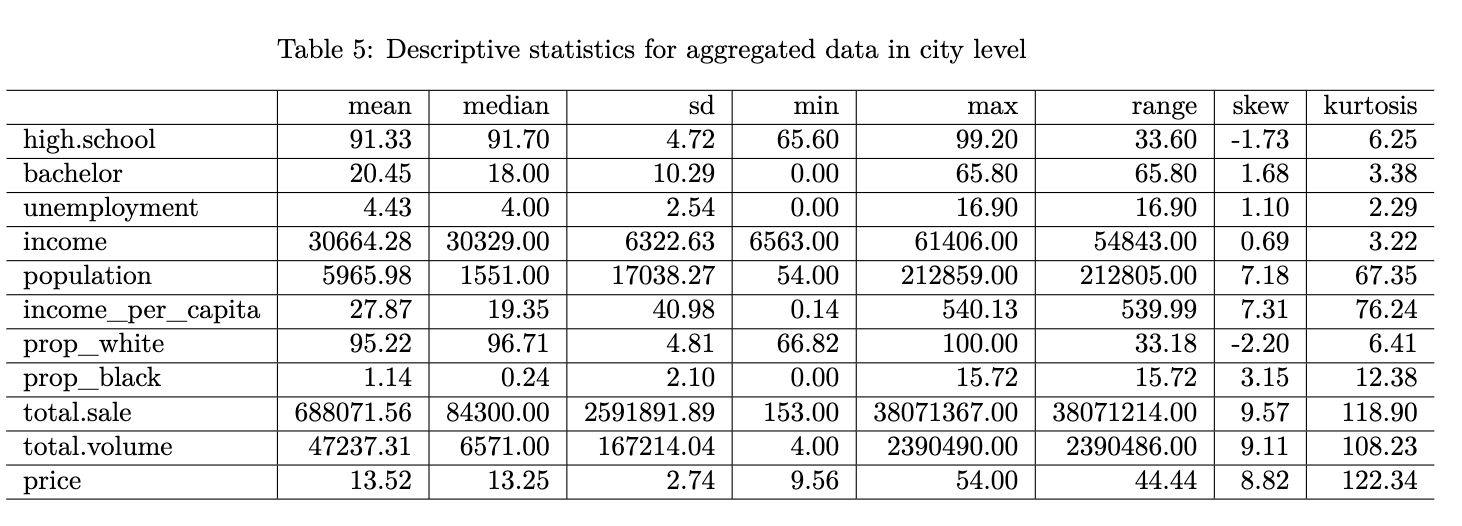 Table 5: Descriptive statistics for aggregated data in city level
mean median sd min max range skew kurtosis
high.school 91.33 91.70 4.72 65.60 99.20 33.60 -1.73 6.25
bachelor 20.45 18.00 10.29 0.00 65.80 65.80 1.68 3.38
unemployment 4.43 4.00 2.54 0.00 16.90 16.90 1.10 2.29
income 30664.28 30329.00 6322.63 6563.00 61406.00 54843.00 0.69 3.22
population 5965.98 1551.00 17038.27 54.00 212859.00 212805.00 7.18 67.35
income_per_capita 27.87 19.35 40.98 0.14 540.13 539.99 7.31 76.24
prop_white 95.22 96.71 4.81 66.82 100.00 33.18 -2.20 6.41
prop_black 1.14 0.24 2.10 0.00 15.72 15.72 3.15 12.38
total.sale 688071.56 84300.00 2591891.89 153.00 38071367.00 38071214.00 9.57 118.90
total.volume 47237.31 6571.00 167214.04 4.00 2390490.00 2390486.00 9.11 108.23
price 13.52 13.25 2.74 9.56 54.00 44.44 8.82 122.34